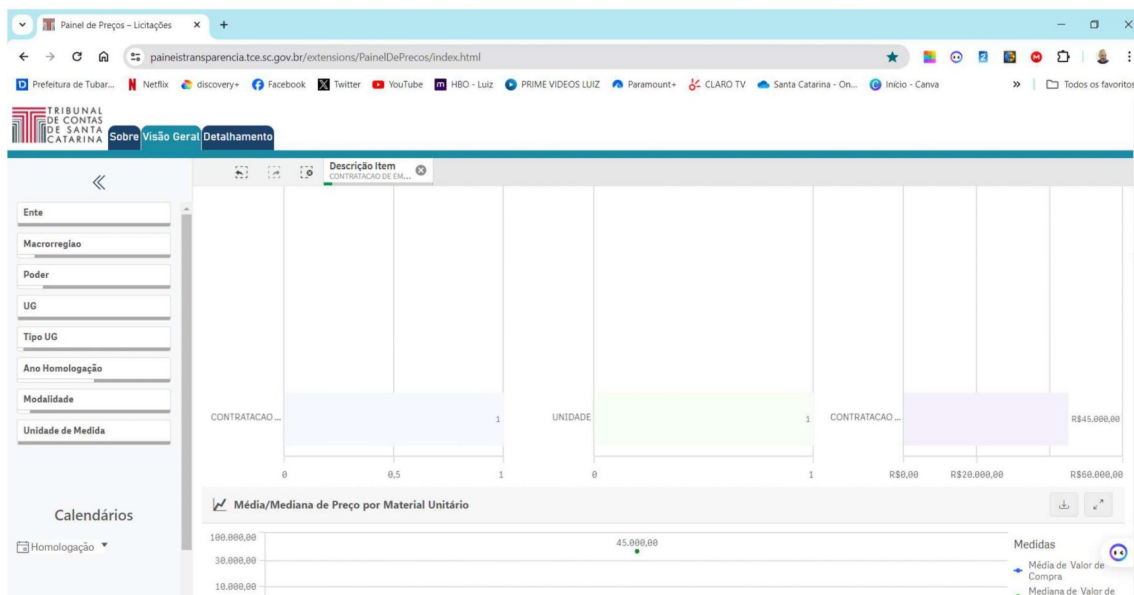 Painel de Preços – Licitações
paineistransparencia.tce.sc.gov.br/extensions/PainelDePrecos/index.html
Prefeitura de Tubar... Netflix discovery+ Facebook Twitter YouTube HBO - Luiz PRIME VIDEOS LUIZ Paramount+ CLARO TV Santa Catarina - On... Início - Canva » Todos os favoritos
TRIBUNAL
DE CONTAS
DE SANTA
CATARINA
Sobre Visão Geral Detalhamento
Descrição Item
CONTRATACAO DE EM...
Ente
Macrorregiao
Poder
UG
Tipo UG
Ano Homologação
Modalidade
Unidade de Medida
Calendários
Homologação
CONTRATACAO ... 1
0 0,5 1
UNIDADE 1
0 1
CONTRATACAO ... R$45.000,00
R$0,00 R$20.000,00 R$60.000,00
Média/Mediana de Preço por Material Unitário
100.000,00
30.000,00
10.000,00
45.000,00
Medidas
Média de Valor de
Compra
Mediana de Valor de